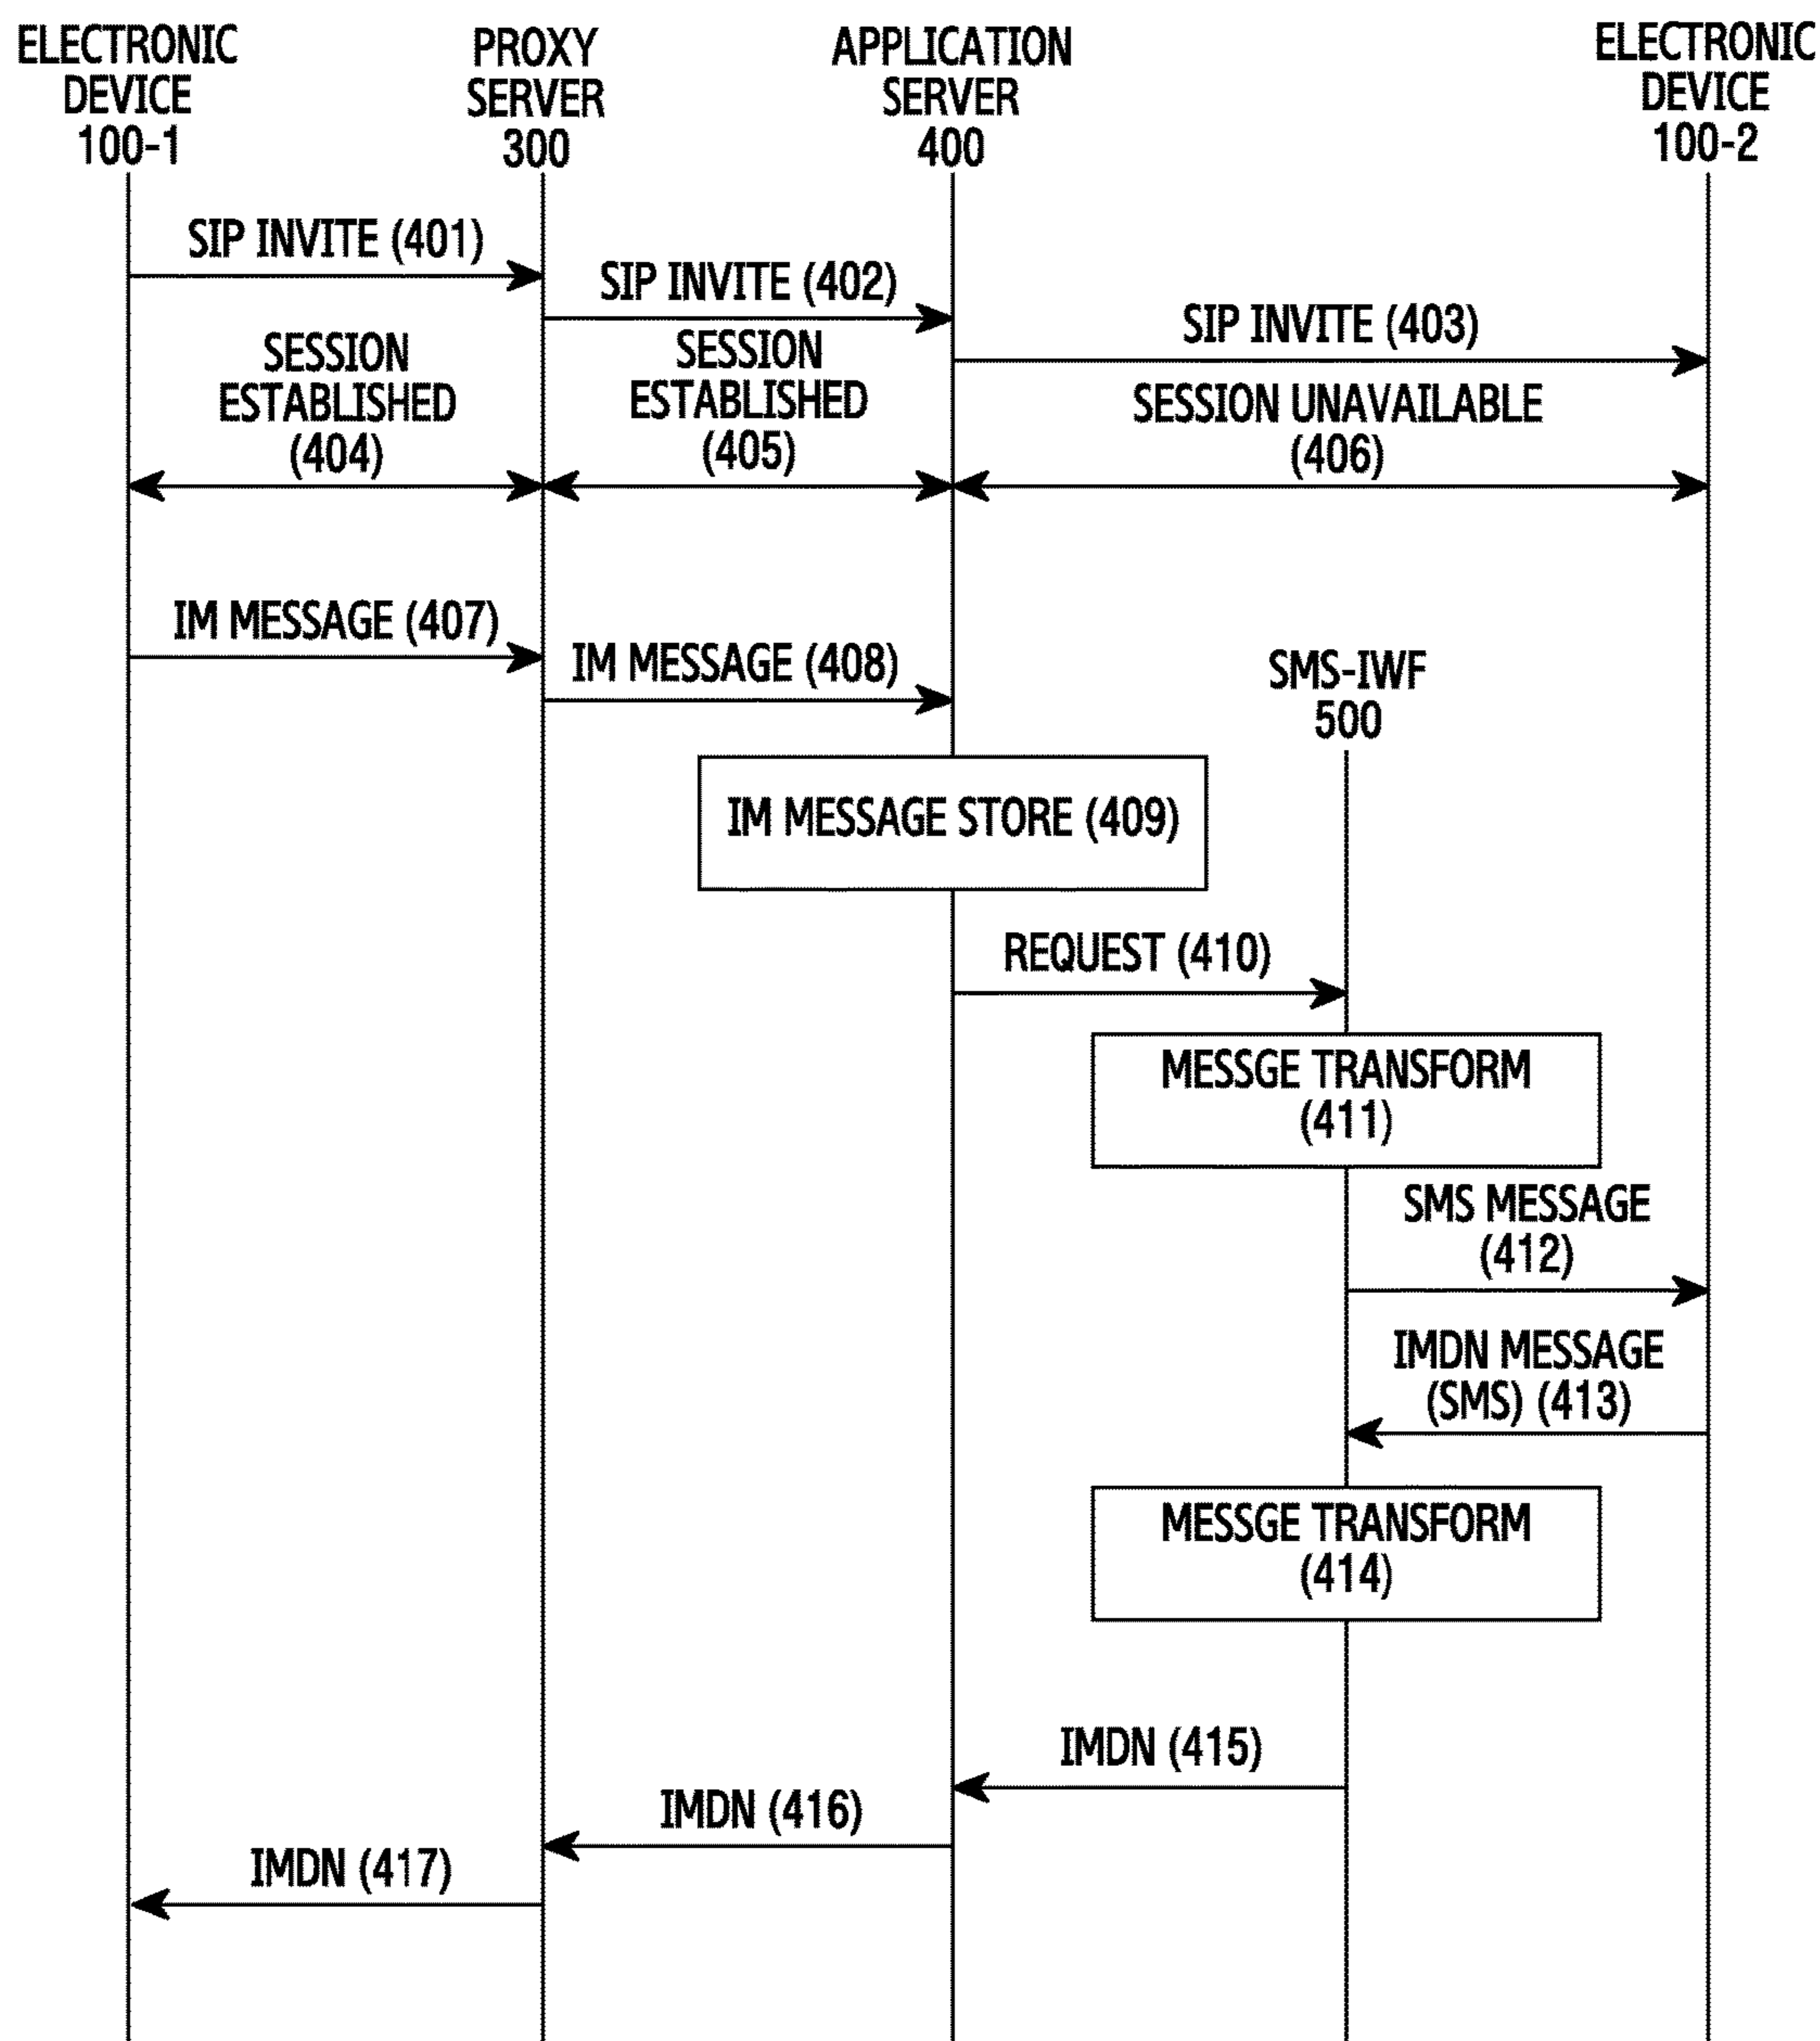 ELECTRONIC
DEVICE
100-1
PROXY
SERVER
300
APPLICATION
SERVER
400
ELECTRONIC
DEVICE
100-2
SIP INVITE (401)
SIP INVITE (402)
SIP INVITE (403)
SESSION
ESTABLISHED
(404)
SESSION
ESTABLISHED
(405)
SESSION UNAVAILABLE
(406)
IM MESSAGE (407)
IM MESSAGE (408)
SMS-IWF
500
IM MESSAGE STORE (409)
REQUEST (410)
MESSGE TRANSFORM
(411)
SMS MESSAGE
(412)
IMDN MESSAGE
(SMS) (413)
MESSGE TRANSFORM
(414)
IMDN (415)
IMDN (416)
IMDN (417)